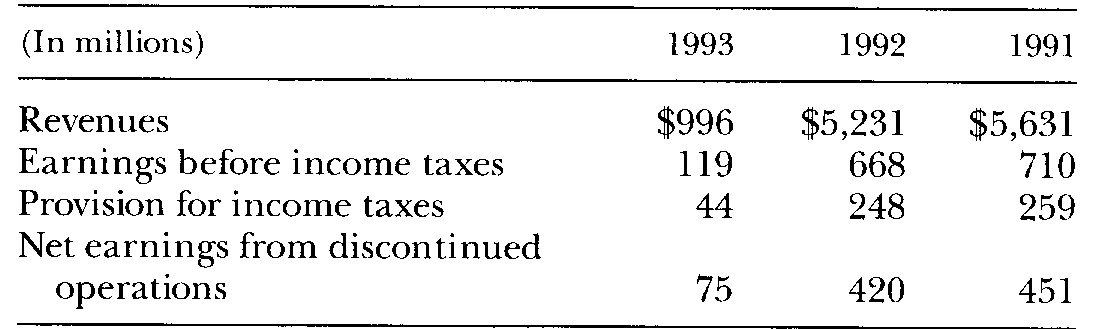 (In millions) 1993 1992 1991
Revenues $996 $5,231 $5,631
Earnings before income taxes 119 668 710
Provision for income taxes 44 248 259
Net earnings from discontinued
operations 75 420 451